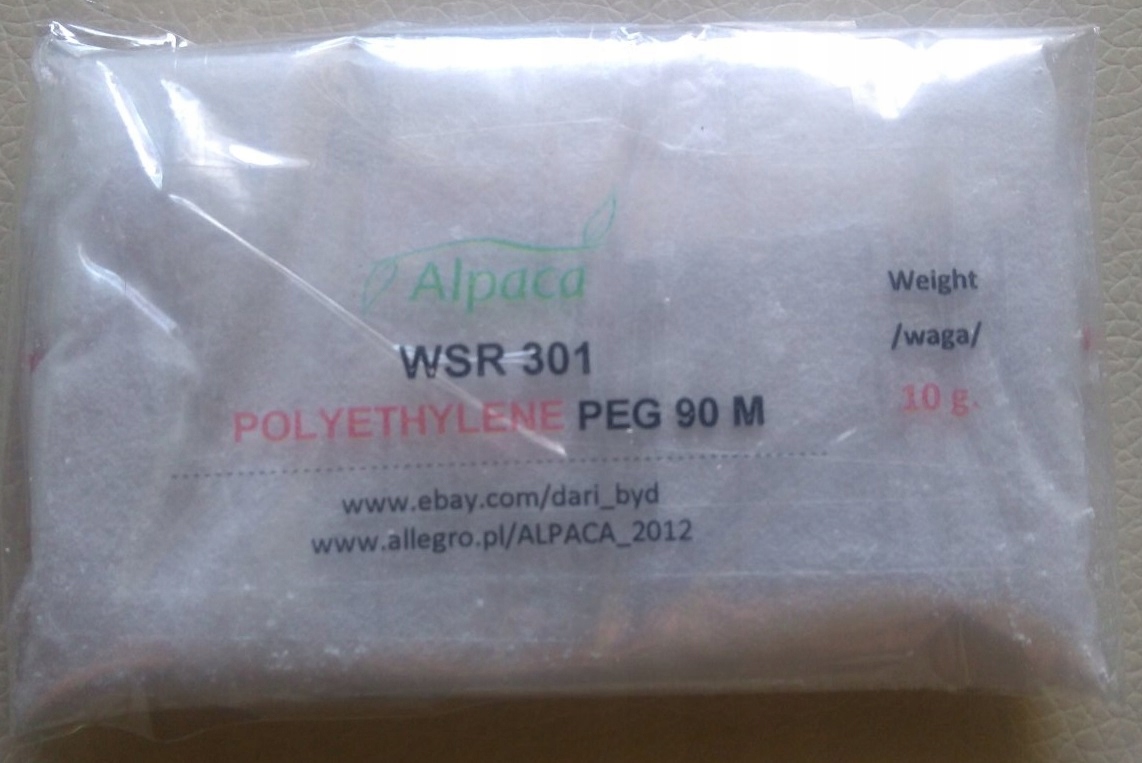 Alpaca
WSR 301
POLYETHYLENE PEG 90 M
www.ebay.com/dari_byd
www.allegro.pl/ALPACA_2012
Weight
/waga/
10 g.